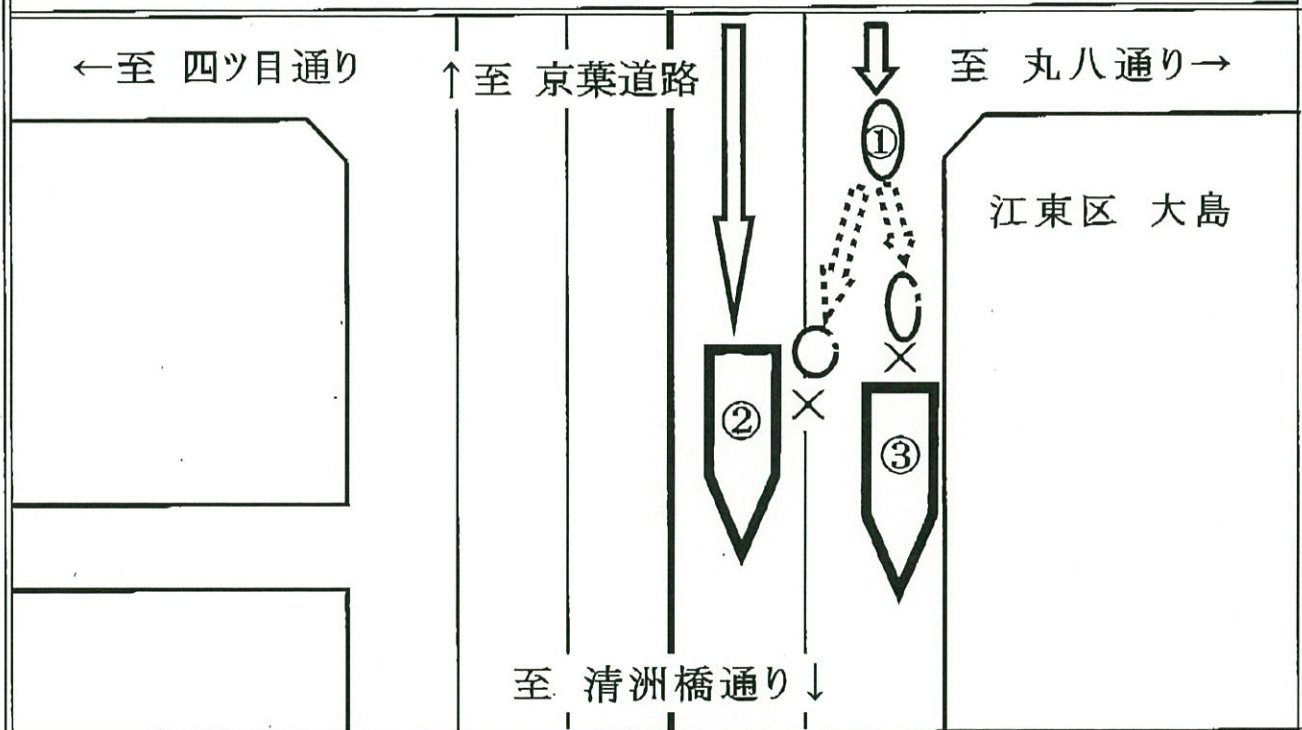 ←至 四ツ目通り
↑至 京葉道路
至 丸八通り→
①
江東区 大島
②
③
至 清洲橋通り↓